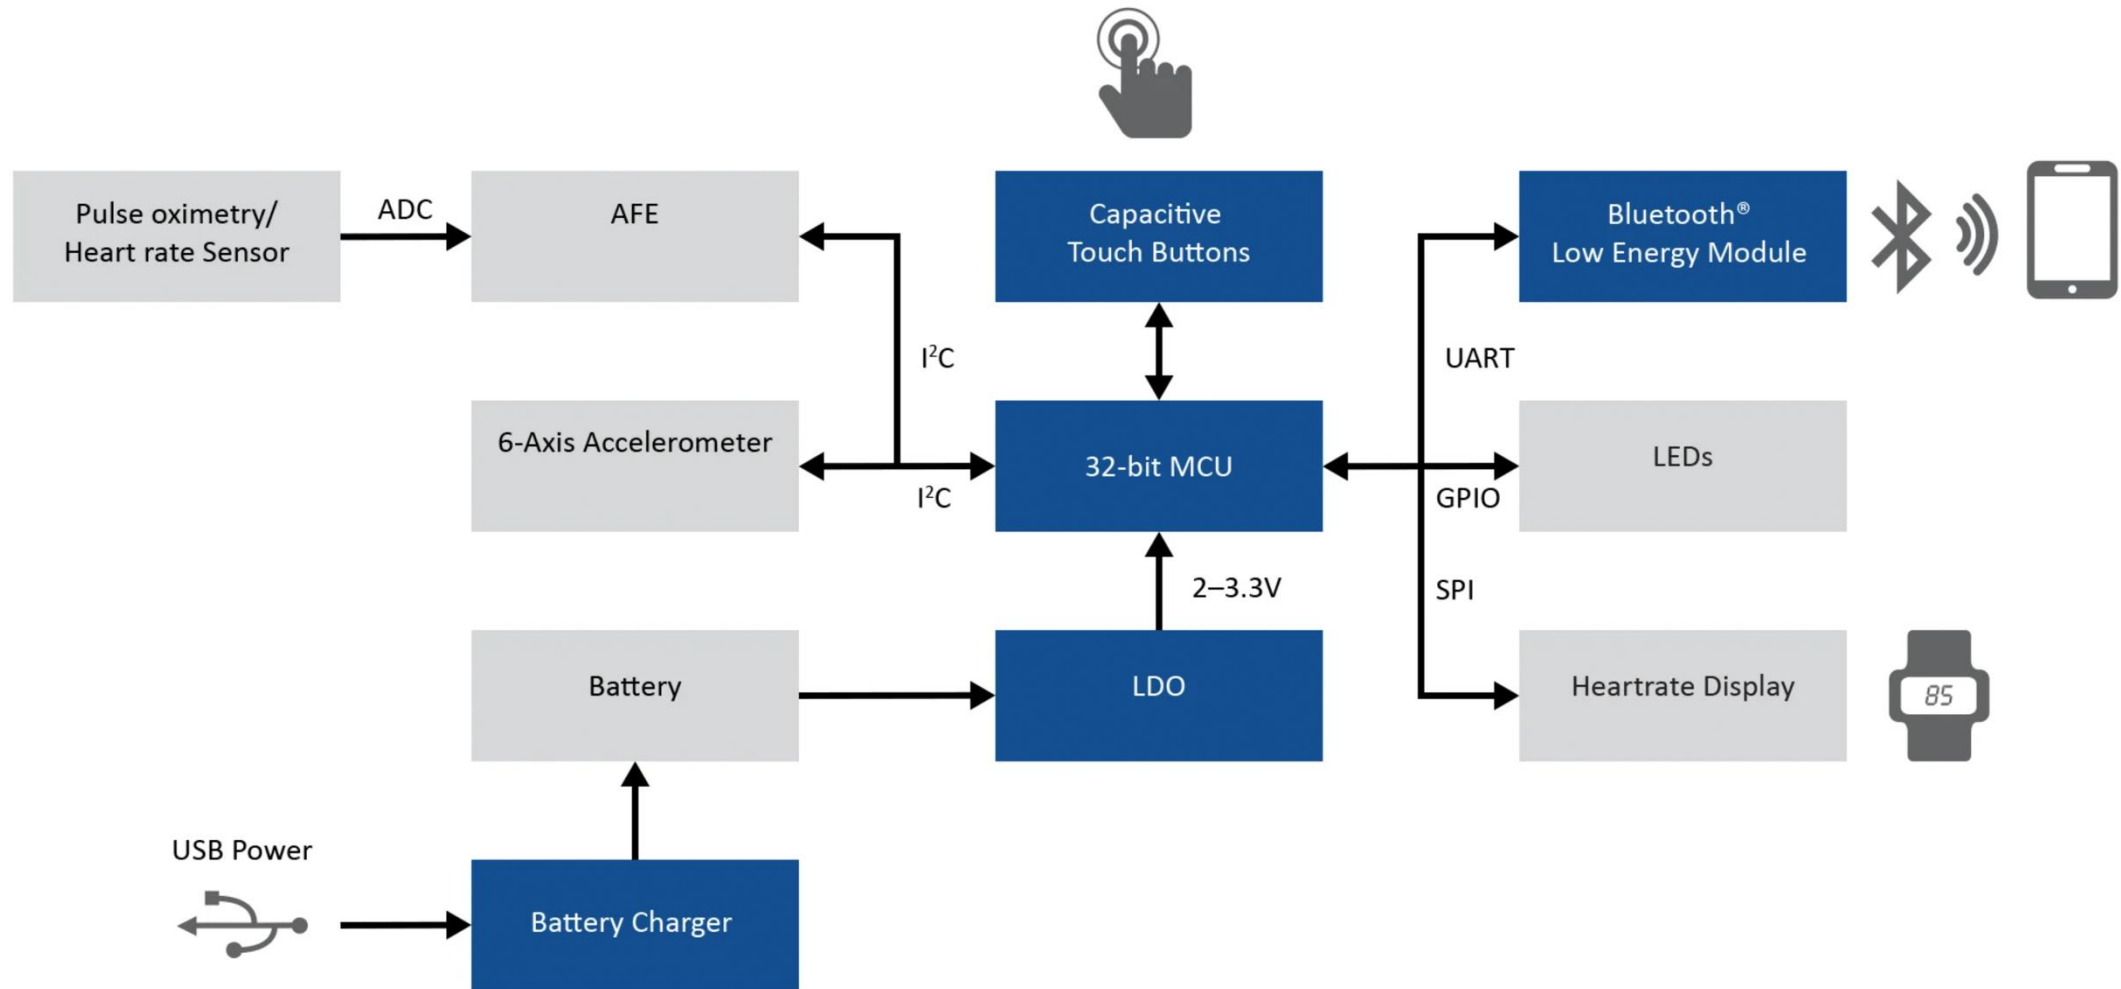 Pulse oximetry/
Heart rate Sensor
ADC
AFE
Capacitive
Touch Buttons
Bluetooth®
Low Energy Module
I²C
UART
6-Axis Accelerometer
I²C
32-bit MCU
GPIO
LEDs
2–3.3V
SPI
Battery
LDO
Heartrate Display
85
USB Power
Battery Charger